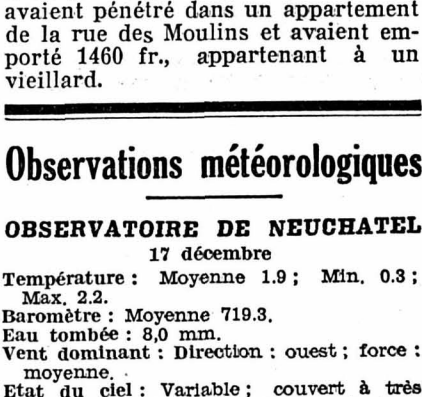 avaient pénétré dans un appartement
de la rue des Moulins et avaient em-
porté 1460 fr., appartenant à un
vieillard.
Observations météorologiques
OBSERVATOIRE DE NEUCHATEL
17 décembre
Température : Moyenne 1.9 ; Min. 0.3 ;
Max. 2.2.
Baromètre : Moyenne 719.3.
Eau tombée : 8,0 mm.
Vent dominant : Direction : ouest ; force :
moyenne.
Etat du ciel : Variable ; couvert à très